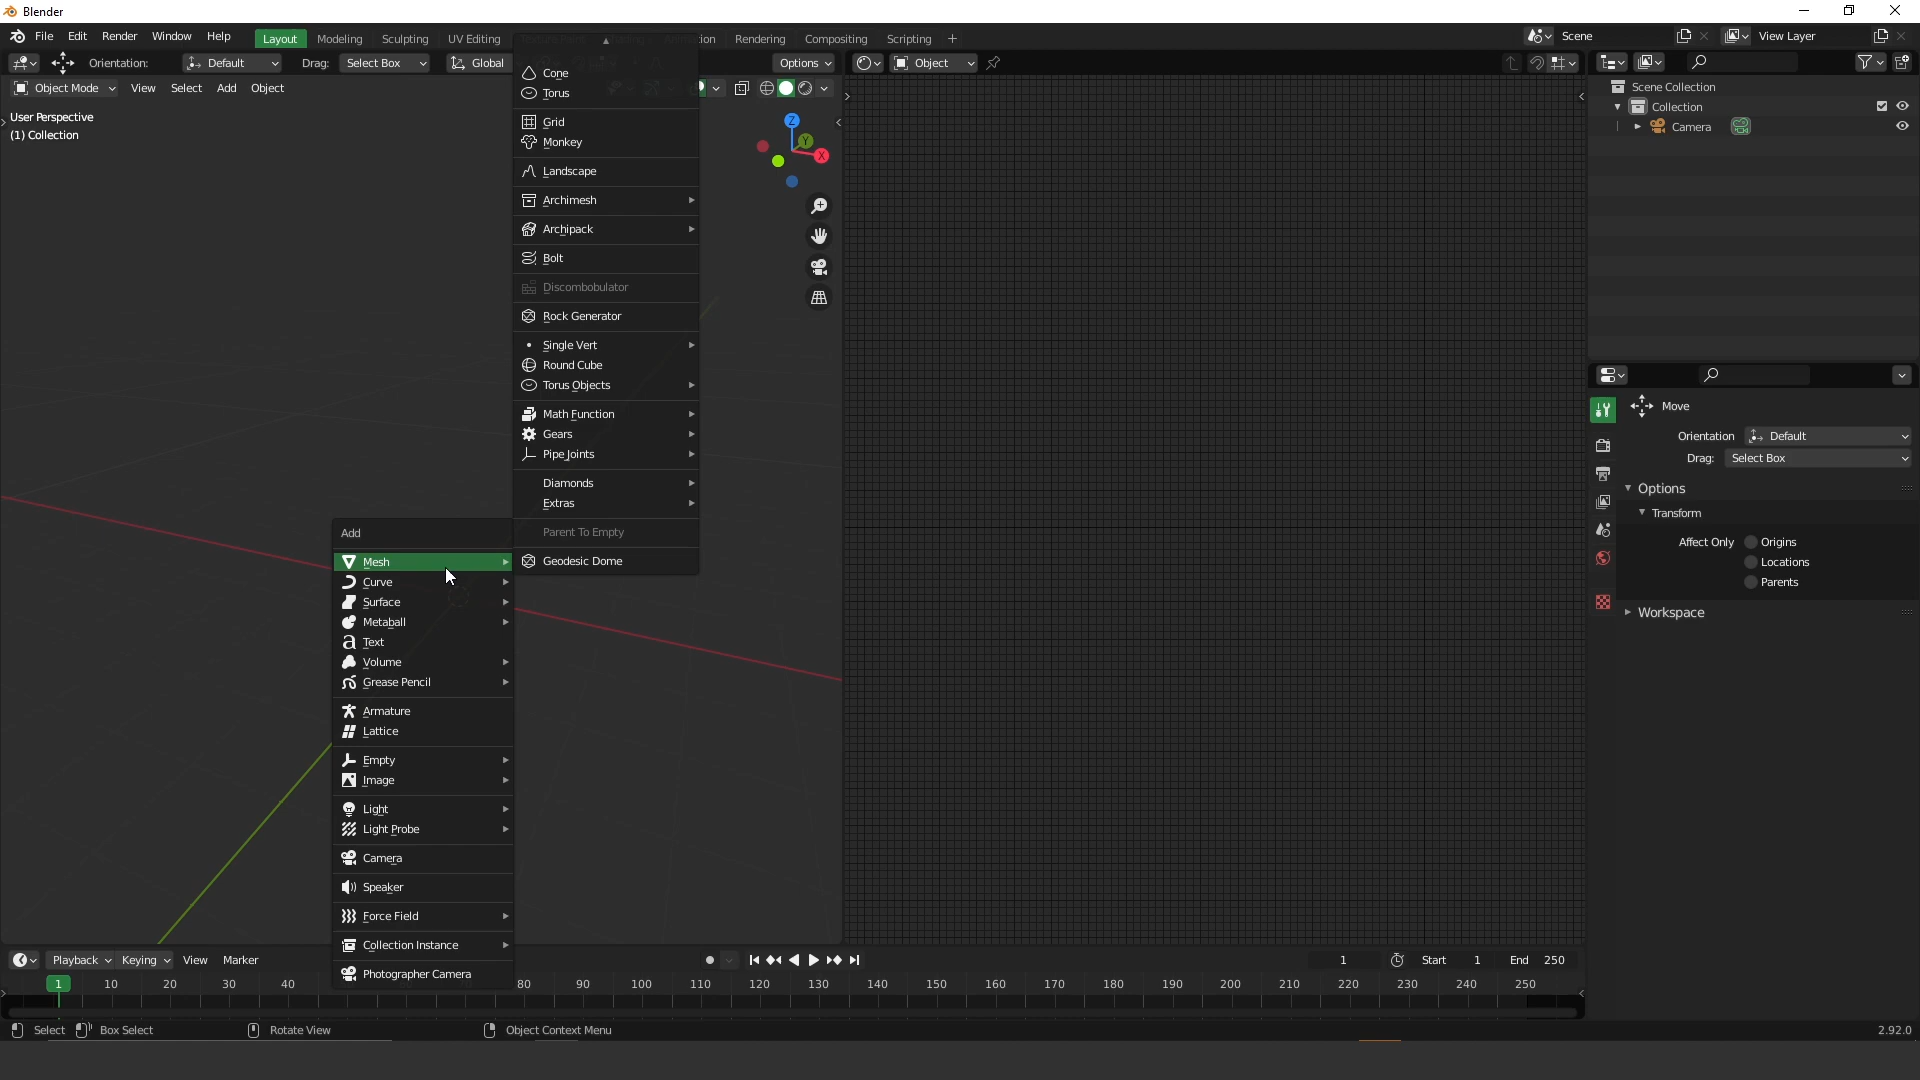 Blender
File Edit Render Window Help Layout Modeling Sculpting UV Editing Rendering Compositing Scripting + Scene View Layer
Orientation: Default Drag: Select Box Global Options Object
Object Mode View Select Add Object
User Perspective
(1) Collection
Z
Y
X
Cone
Torus
Grid
Monkey
Landscape
Archimesh
Archipack
Bolt
Discombobulator
Rock Generator
Single Vert
Round Cube
Torus Objects
Math Function
Gears
Pipe Joints
Diamonds
Extras
Parent To Empty
Geodesic Dome
Add
Mesh
Curve
Surface
Metaball
Text
Volume
Grease Pencil
Armature
Lattice
Empty
Image
Light
Light Probe
Camera
Speaker
Force Field
Collection Instance
Photographer Camera
Scene Collection
Collection
Camera
Move
Orientation Default
Drag: Select Box
Options
Transform
Affect Only Origins
Locations
Parents
Workspace
Playback Keying View Marker 1 Start 1 End 250
1 10 20 30 40 80 90 100 110 120 130 140 150 160 170 180 190 200 210 220 230 240 250
Select Box Select Rotate View Object Context Menu 2.92.0